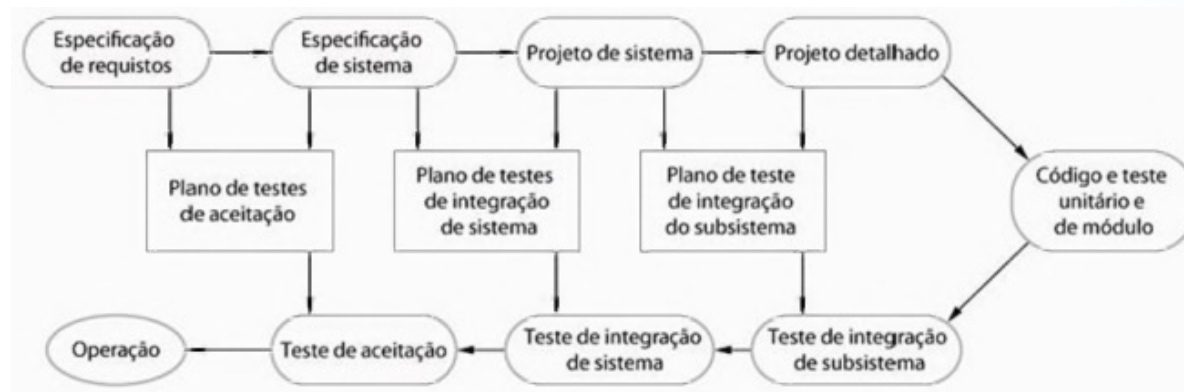 Especificação
de requistos
Especificação
de sistema
Projeto de sistema
Projeto detalhado
Plano de testes
de aceitação
Plano de testes
de integração
de sistema
Plano de teste
de integração
do subsistema
Código e teste
unitário e
de módulo
Operação
Teste de aceitação
Teste de integração
de sistema
Teste de integração
de subsistema